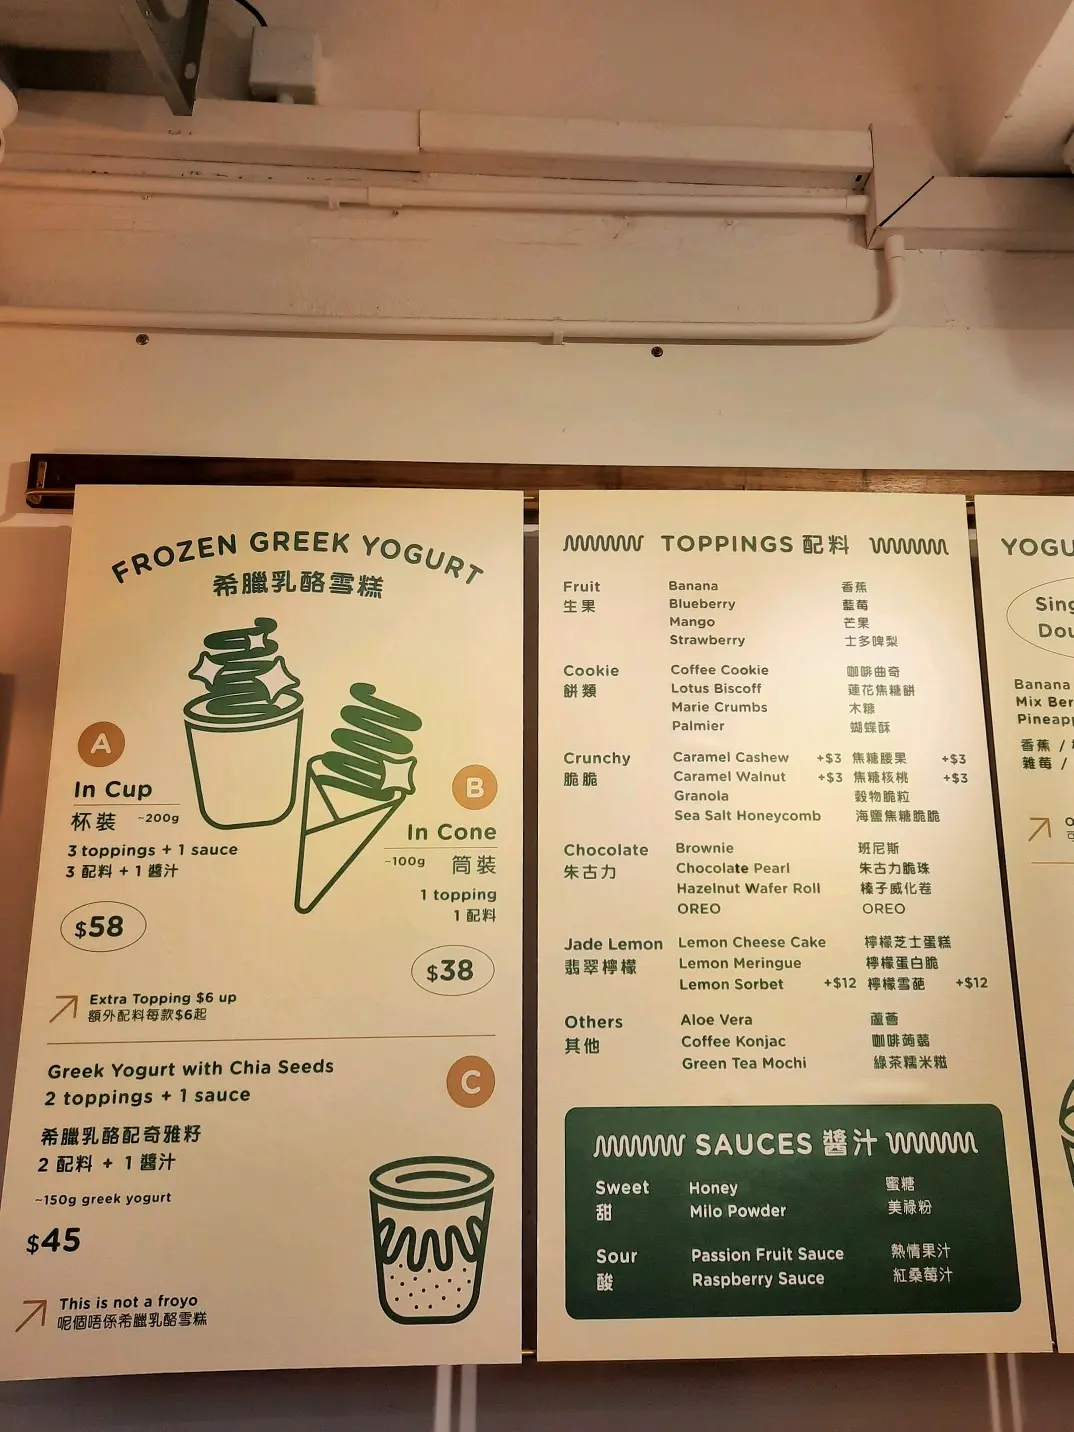 FROZEN GREEK YOGURT
希臘乳酪雪糕
A
In Cup
杯裝 ~200g
3 toppings + 1 sauce
3 配料 + 1 醬汁
$58
B
In Cone
~100g 筒裝
1 topping
1 配料
$38
Extra Topping $6 up
額外配料每款$6起
C
Greek Yogurt with Chia Seeds
2 toppings + 1 sauce
希臘乳酪配奇雅籽
2 配料 + 1 醬汁
~150g greek yogurt
$45
This is not a froyo
呢個唔係希臘乳酪雪糕
TOPPINGS 配料
Fruit Banana 香蕉
生果 Blueberry 藍莓
Mango 芒果
Strawberry 士多啤梨
Cookie Coffee Cookie 咖啡曲奇
餅類 Lotus Biscoff 蓮花焦糖餅
Marie Crumbs 木糠
Palmier 蝴蝶酥
Crunchy Caramel Cashew +$3 焦糖腰果 +$3
脆脆 Caramel Walnut +$3 焦糖核桃 +$3
Granola 穀物脆粒
Sea Salt Honeycomb 海鹽焦糖脆脆
Chocolate Brownie 班尼斯
朱古力 Chocolate Pearl 朱古力脆珠
Hazelnut Wafer Roll 榛子威化卷
OREO OREO
Jade Lemon Lemon Cheese Cake 檸檬芝士蛋糕
翡翠檸檬 Lemon Meringue 檸檬蛋白脆
Lemon Sorbet +$12 檸檬雪葩 +$12
Others Aloe Vera 蘆薈
其他 Coffee Konjac 咖啡蒟蒻
Green Tea Mochi 綠茶糯米糍
SAUCES 醬汁
Sweet Honey 蜜糖
甜 Milo Powder 美祿粉
Sour Passion Fruit Sauce 熱情果汁
酸 Raspberry Sauce 紅桑莓汁
YOGU
Sing
Dou
Banana
Mix Ber
Pineapp
香蕉 /
雜莓 /